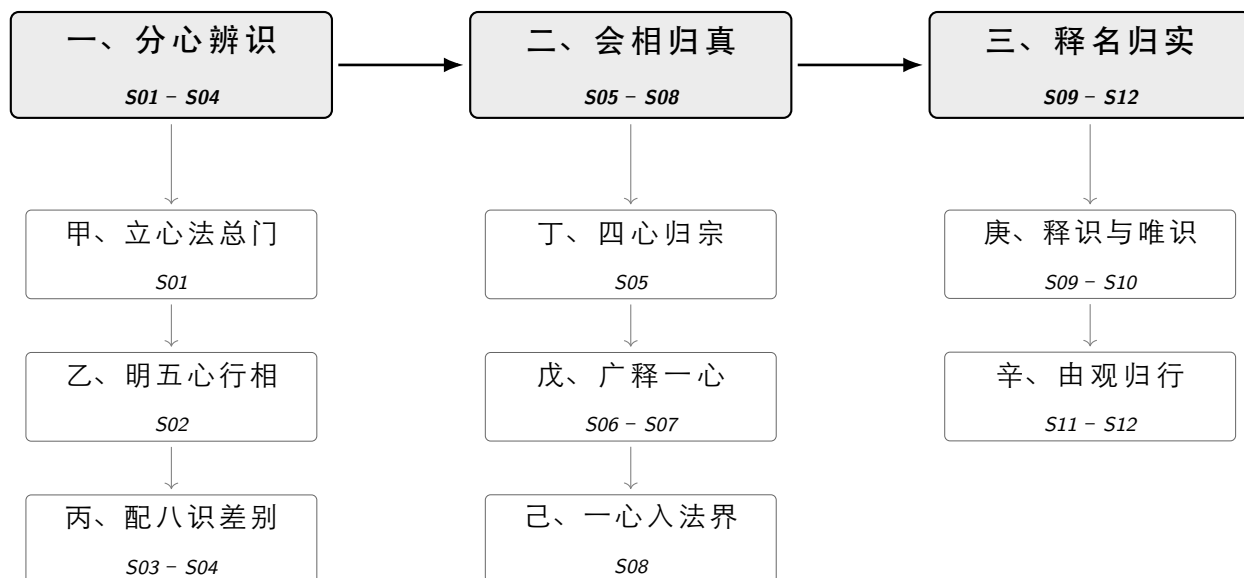 一、分心辨识
S01 – S04
甲、立心法总门
S01
乙、明五心行相
S02
丙、配八识差别
S03 – S04
二、会相归真
S05 – S08
丁、四心归宗
S05
戊、广释一心
S06 – S07
己、一心入法界
S08
三、释名归实
S09 – S12
庚、释识与唯识
S09 – S10
辛、由观归行
S11 – S12